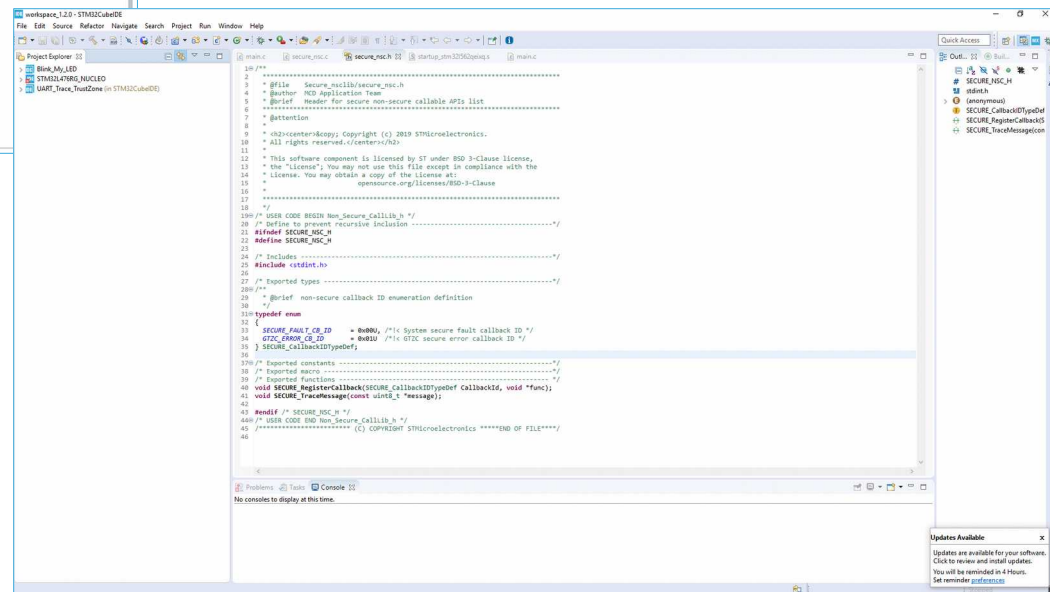 workspace_1.2.0 - STM32CubeIDE
File Edit Source Refactor Navigate Search Project Run Window Help
Quick Access
Project Explorer
Blink_My_LED
STM32L476RG_NUCLEO
UART_Trace_TrustZone (in STM32CubeIDE)
main.c secure_nsc.c secure_nsc.h startup_stm32l562qeixq.s main.c
1 /**
2 ******************************************************************************
3 * @file Secure_nsclib/secure_nsc.h
4 * @author MCD Application Team
5 * @brief Header for secure non-secure callable APIs list
6 ******************************************************************************
7 * @attention
8 *
9 * <h2><center>&copy; Copyright (c) 2019 STMicroelectronics.
10 * All rights reserved.</center></h2>
11 *
12 * This software component is licensed by ST under BSD 3-Clause license,
13 * the "License"; You may not use this file except in compliance with the
14 * License. You may obtain a copy of the License at:
15 * opensource.org/licenses/BSD-3-Clause
16 *
17 ******************************************************************************
18 */
19 /* USER CODE BEGIN Non_Secure_CallLib_h */
20 /* Define to prevent recursive inclusion -------------------------------------*/
21 #ifndef SECURE_NSC_H
22 #define SECURE_NSC_H
23
24 /* Includes ------------------------------------------------------------------*/
25 #include <stdint.h>
26
27 /* Exported types ------------------------------------------------------------*/
28 /**
29 * @brief non-secure callback ID enumeration definition
30 */
31 typedef enum
32 {
33 SECURE_FAULT_CB_ID = 0x00U, /*!< System secure fault callback ID */
34 GTZC_ERROR_CB_ID = 0x01U /*!< GTZC secure error callback ID */
35 } SECURE_CallbackIDTypeDef;
36
37 /* Exported constants --------------------------------------------------------*/
38 /* Exported macro ------------------------------------------------------------*/
39 /* Exported functions ------------------------------------------------------- */
40 void SECURE_RegisterCallback(SECURE_CallbackIDTypeDef CallbackId, void *func);
41 void SECURE_TraceMessage(const uint8_t *message);
42
43 #endif /* SECURE_NSC_H */
44 /* USER CODE END Non_Secure_CallLib_h */
45 /************************ (C) COPYRIGHT STMicroelectronics *****END OF FILE****/
46
Outl... Buil...
SECURE_NSC_H
stdint.h
(anonymous)
SECURE_CallbackIDTypeDef
SECURE_RegisterCallback(S
SECURE_TraceMessage(con
Problems Tasks Console
No consoles to display at this time.
Updates Available x
Updates are available for your software.
Click to review and install updates.
You will be reminded in 4 Hours.
Set reminder preferences